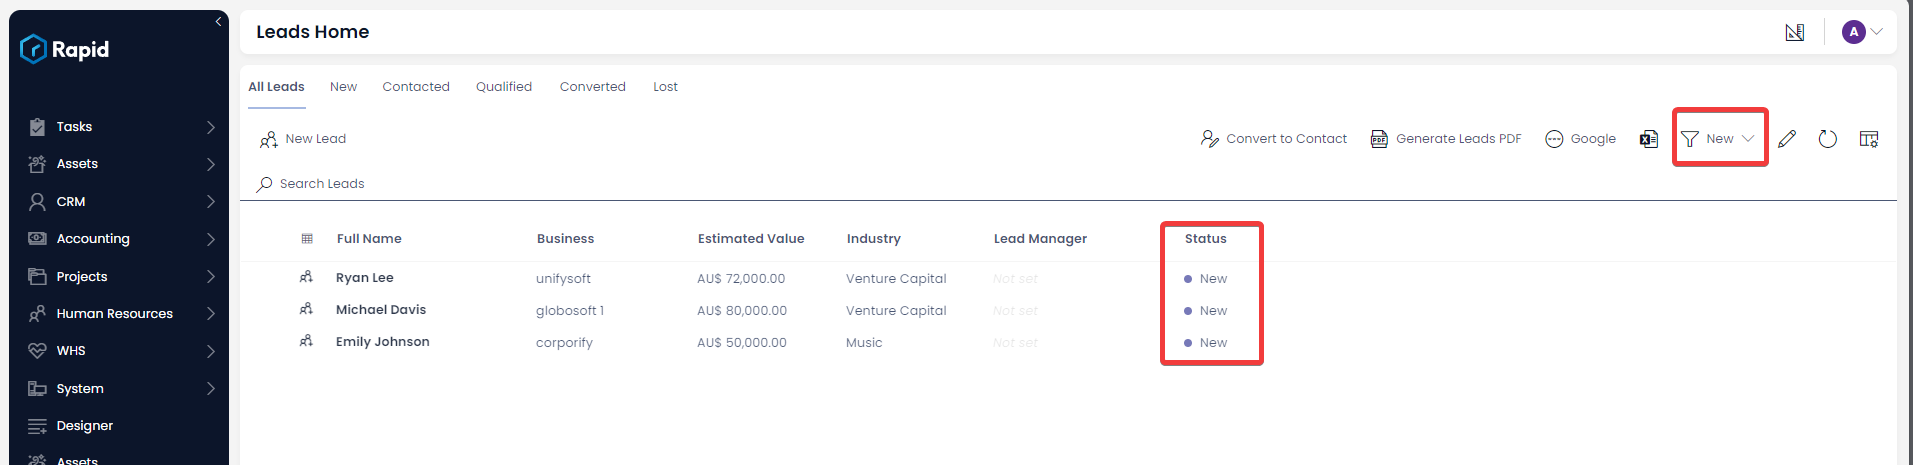 Rapid
Tasks
Assets
CRM
Accounting
Projects
Human Resources
WHS
System
Designer
Assets
Leads Home
A
All Leads New Contacted Qualified Converted Lost
New Lead Convert to Contact PDF Generate Leads PDF Google X New
Search Leads
Full Name Business Estimated Value Industry Lead Manager Status
Ryan Lee unifysoft AU$ 72,000.00 Venture Capital Not set New
Michael Davis globosoft 1 AU$ 80,000.00 Venture Capital Not set New
Emily Johnson corporify AU$ 50,000.00 Music Not set New